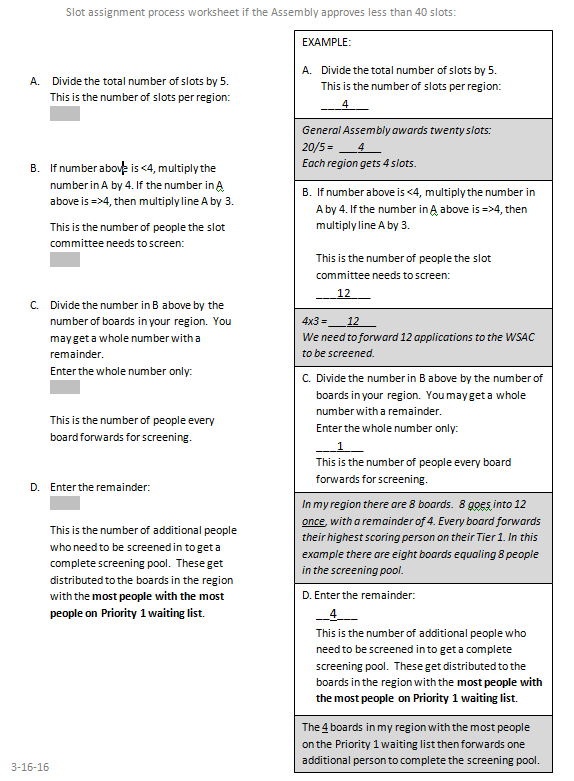 Slot assignment process worksheet if the Assembly approves less than 40 slots:
A. Divide the total number of slots by 5.
This is the number of slots per region:
B. If number above is <4, multiply the
number in A by 4. If the number in A
above is =>4, then multiply line A by 3.
This is the number of people the slot
committee needs to screen:
C. Divide the number in B above by the
number of boards in your region. You
may get a whole number with a
remainder.
Enter the whole number only:
This is the number of people every
board forwards for screening.
D. Enter the remainder:
This is the number of additional people
who need to be screened in to get a
complete screening pool. These get
distributed to the boards in the region
with the most people with the most
people on Priority 1 waiting list.
3-16-16
EXAMPLE:
A. Divide the total number of slots by 5.
This is the number of slots per region:
___4___
General Assembly awards twenty slots:
20/5 = ___4___
Each region gets 4 slots.
B. If number above is <4, multiply the number in
A by 4. If the number in A above is =>4, then
multiply line A by 3.
This is the number of people the slot
committee needs to screen:
___12___
4x3 =___12___
We need to forward 12 applications to the WSAC
to be screened.
C. Divide the number in B above by the number of
boards in your region. You may get a whole
number with a remainder.
Enter the whole number only:
___1___
This is the number of people every board
forwards for screening.
In my region there are 8 boards. 8 goes into 12
once, with a remainder of 4. Every board forwards
their highest scoring person on their Tier 1. In this
example there are eight boards equaling 8 people
in the screening pool.
D. Enter the remainder:
__4___
This is the number of additional people who
need to be screened in to get a complete
screening pool. These get distributed to the
boards in the region with the most people with
the most people on Priority 1 waiting list.
The 4 boards in my region with the most people
on the Priority 1 waiting list then forwards one
additional person to complete the screening pool.